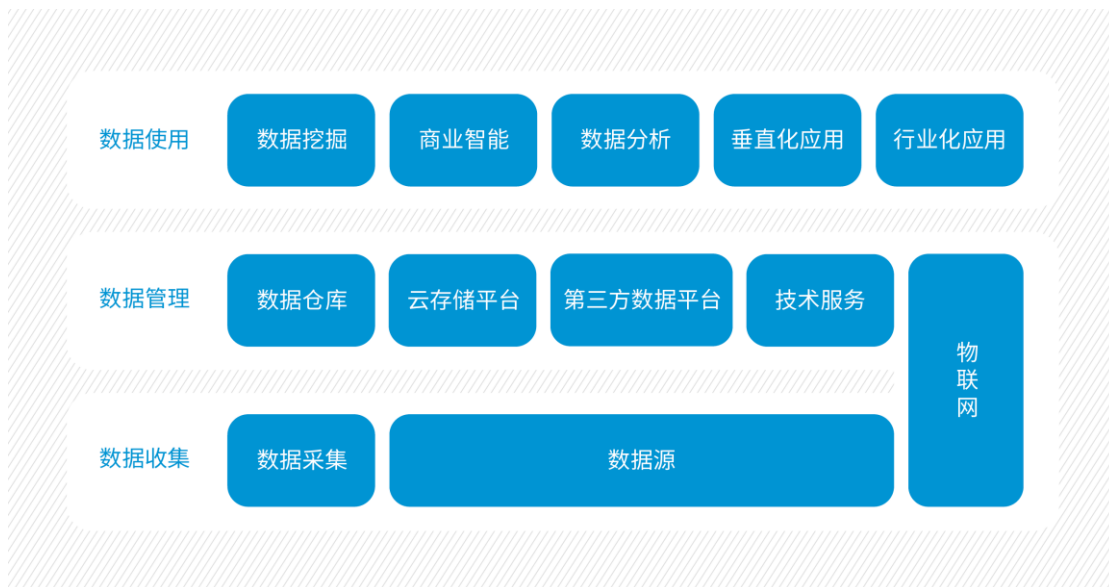 数据使用
数据挖掘
商业智能
数据分析
垂直化应用
行业化应用
数据管理
数据仓库
云存储平台
第三方数据平台
技术服务
物
联
网
数据收集
数据采集
数据源